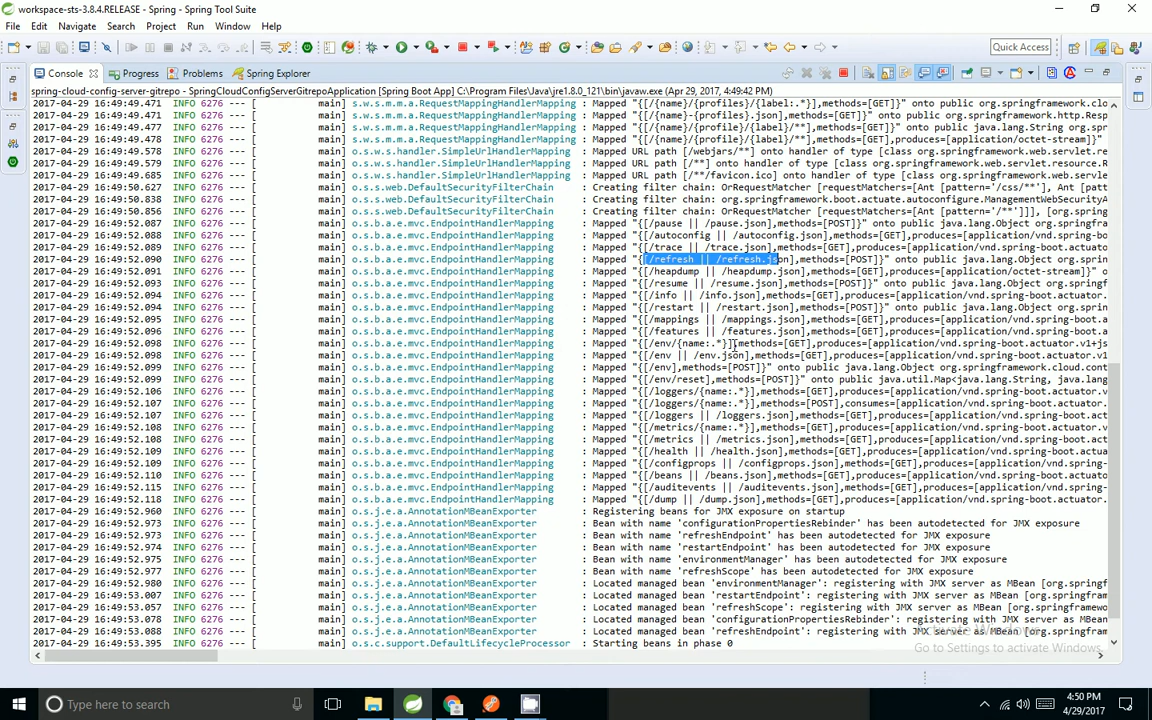 workspace-sts-3.8.4.RELEASE - Spring - Spring Tool Suite
File Edit Navigate Search Project Run Window Help
Quick Access
Console Progress Problems Spring Explorer
spring-cloud-config-server-gitrepo - SpringCloudConfigServerGitrepoApplication [Spring Boot App] C:\Program Files\Java\jre1.8.0_121\bin\javaw.exe (Apr 29, 2017, 4:49:42 PM)
2017-04-29 16:49:49.471 INFO 6276 --- [ main] s.w.s.m.m.a.RequestMappingHandlerMapping : Mapped "{[/{name}/{profiles}/{label:.*}],methods=[GET]}" onto public org.springframework.clo
2017-04-29 16:49:49.471 INFO 6276 --- [ main] s.w.s.m.m.a.RequestMappingHandlerMapping : Mapped "{[/{name}-{profiles}.json],methods=[GET]}" onto public org.springframework.http.Resp
2017-04-29 16:49:49.477 INFO 6276 --- [ main] s.w.s.m.m.a.RequestMappingHandlerMapping : Mapped "{[/{name}/{profiles}/{label}/**],methods=[GET]}" onto public java.lang.String org.sp
2017-04-29 16:49:49.478 INFO 6276 --- [ main] s.w.s.m.m.a.RequestMappingHandlerMapping : Mapped "{[/{name}/{profiles}/{label}/**],methods=[GET],produces=[application/octet-stream]}"
2017-04-29 16:49:49.578 INFO 6276 --- [ main] o.s.w.s.handler.SimpleUrlHandlerMapping : Mapped URL path [/webjars/**] onto handler of type [class org.springframework.web.servlet.res
2017-04-29 16:49:49.579 INFO 6276 --- [ main] o.s.w.s.handler.SimpleUrlHandlerMapping : Mapped URL path [/**] onto handler of type [class org.springframework.web.servlet.resource.R
2017-04-29 16:49:49.685 INFO 6276 --- [ main] o.s.w.s.handler.SimpleUrlHandlerMapping : Mapped URL path [/**/favicon.ico] onto handler of type [class org.springframework.web.servle
2017-04-29 16:49:50.627 INFO 6276 --- [ main] o.s.s.web.DefaultSecurityFilterChain : Creating filter chain: OrRequestMatcher [requestMatchers=[Ant [pattern='/css/**'], Ant [patt
2017-04-29 16:49:50.838 INFO 6276 --- [ main] o.s.s.web.DefaultSecurityFilterChain : Creating filter chain: org.springframework.boot.actuate.autoconfigure.ManagementWebSecurityA
2017-04-29 16:49:50.856 INFO 6276 --- [ main] o.s.s.web.DefaultSecurityFilterChain : Creating filter chain: OrRequestMatcher [requestMatchers=[Ant [pattern='/**']]], [org.spring
2017-04-29 16:49:52.087 INFO 6276 --- [ main] o.s.b.a.e.mvc.EndpointHandlerMapping : Mapped "{[/pause || /pause.json],methods=[POST]}" onto public java.lang.Object org.springfra
2017-04-29 16:49:52.088 INFO 6276 --- [ main] o.s.b.a.e.mvc.EndpointHandlerMapping : Mapped "{[/autoconfig || /autoconfig.json],methods=[GET],produces=[application/vnd.spring-bo
2017-04-29 16:49:52.089 INFO 6276 --- [ main] o.s.b.a.e.mvc.EndpointHandlerMapping : Mapped "{[/trace || /trace.json],methods=[GET],produces=[application/vnd.spring-boot.actuato
2017-04-29 16:49:52.090 INFO 6276 --- [ main] o.s.b.a.e.mvc.EndpointHandlerMapping : Mapped "{[/refresh || /refresh.json],methods=[POST]}" onto public java.lang.Object org.sprin
2017-04-29 16:49:52.091 INFO 6276 --- [ main] o.s.b.a.e.mvc.EndpointHandlerMapping : Mapped "{[/heapdump || /heapdump.json],methods=[GET],produces=[application/octet-stream]}" o
2017-04-29 16:49:52.093 INFO 6276 --- [ main] o.s.b.a.e.mvc.EndpointHandlerMapping : Mapped "{[/resume || /resume.json],methods=[POST]}" onto public java.lang.Object org.springf
2017-04-29 16:49:52.094 INFO 6276 --- [ main] o.s.b.a.e.mvc.EndpointHandlerMapping : Mapped "{[/info || /info.json],methods=[GET],produces=[application/vnd.spring-boot.actuator.
2017-04-29 16:49:52.094 INFO 6276 --- [ main] o.s.b.a.e.mvc.EndpointHandlerMapping : Mapped "{[/restart || /restart.json],methods=[POST]}" onto public java.lang.Object org.sprin
2017-04-29 16:49:52.095 INFO 6276 --- [ main] o.s.b.a.e.mvc.EndpointHandlerMapping : Mapped "{[/mappings || /mappings.json],methods=[GET],produces=[application/vnd.spring-boot.a
2017-04-29 16:49:52.096 INFO 6276 --- [ main] o.s.b.a.e.mvc.EndpointHandlerMapping : Mapped "{[/features || /features.json],methods=[GET],produces=[application/vnd.spring-boot.a
2017-04-29 16:49:52.098 INFO 6276 --- [ main] o.s.b.a.e.mvc.EndpointHandlerMapping : Mapped "{[/env/{name:.*}],methods=[GET],produces=[application/vnd.spring-boot.actuator.v1+js
2017-04-29 16:49:52.098 INFO 6276 --- [ main] o.s.b.a.e.mvc.EndpointHandlerMapping : Mapped "{[/env || /env.json],methods=[GET],produces=[application/vnd.spring-boot.actuator.v1
2017-04-29 16:49:52.100 INFO 6276 --- [ main] o.s.b.a.e.mvc.EndpointHandlerMapping : Mapped "{[/env],methods=[POST]}" onto public java.lang.Object org.springframework.cloud.cont
2017-04-29 16:49:52.100 INFO 6276 --- [ main] o.s.b.a.e.mvc.EndpointHandlerMapping : Mapped "{[/env/reset],methods=[POST]}" onto public java.util.Map<java.lang.String, java.lang
2017-04-29 16:49:52.106 INFO 6276 --- [ main] o.s.b.a.e.mvc.EndpointHandlerMapping : Mapped "{[/loggers/{name:.*}],methods=[GET],produces=[application/vnd.spring-boot.actuator.v
2017-04-29 16:49:52.107 INFO 6276 --- [ main] o.s.b.a.e.mvc.EndpointHandlerMapping : Mapped "{[/loggers/{name:.*}],methods=[POST],consumes=[application/vnd.spring-boot.actuator.
2017-04-29 16:49:52.107 INFO 6276 --- [ main] o.s.b.a.e.mvc.EndpointHandlerMapping : Mapped "{[/loggers || /loggers.json],methods=[GET],produces=[application/vnd.spring-boot.act
2017-04-29 16:49:52.108 INFO 6276 --- [ main] o.s.b.a.e.mvc.EndpointHandlerMapping : Mapped "{[/metrics/{name:.*}],methods=[GET],produces=[application/vnd.spring-boot.actuator.v
2017-04-29 16:49:52.108 INFO 6276 --- [ main] o.s.b.a.e.mvc.EndpointHandlerMapping : Mapped "{[/metrics || /metrics.json],methods=[GET],produces=[application/vnd.spring-boot.act
2017-04-29 16:49:52.109 INFO 6276 --- [ main] o.s.b.a.e.mvc.EndpointHandlerMapping : Mapped "{[/health || /health.json],methods=[GET],produces=[application/vnd.spring-boot.actua
2017-04-29 16:49:52.109 INFO 6276 --- [ main] o.s.b.a.e.mvc.EndpointHandlerMapping : Mapped "{[/configprops || /configprops.json],methods=[GET],produces=[application/vnd.spring-
2017-04-29 16:49:52.110 INFO 6276 --- [ main] o.s.b.a.e.mvc.EndpointHandlerMapping : Mapped "{[/beans || /beans.json],methods=[GET],produces=[application/vnd.spring-boot.actuato
2017-04-29 16:49:52.115 INFO 6276 --- [ main] o.s.b.a.e.mvc.EndpointHandlerMapping : Mapped "{[/auditevents || /auditevents.json],methods=[GET],produces=[application/vnd.spring-
2017-04-29 16:49:52.118 INFO 6276 --- [ main] o.s.b.a.e.mvc.EndpointHandlerMapping : Mapped "{[/dump || /dump.json],methods=[GET],produces=[application/vnd.spring-boot.actuator.
2017-04-29 16:49:52.960 INFO 6276 --- [ main] o.s.j.e.a.AnnotationMBeanExporter : Registering beans for JMX exposure on startup
2017-04-29 16:49:52.973 INFO 6276 --- [ main] o.s.j.e.a.AnnotationMBeanExporter : Bean with name 'configurationPropertiesRebinder' has been autodetected for JMX exposure
2017-04-29 16:49:52.974 INFO 6276 --- [ main] o.s.j.e.a.AnnotationMBeanExporter : Bean with name 'refreshEndpoint' has been autodetected for JMX exposure
2017-04-29 16:49:52.974 INFO 6276 --- [ main] o.s.j.e.a.AnnotationMBeanExporter : Bean with name 'restartEndpoint' has been autodetected for JMX exposure
2017-04-29 16:49:52.975 INFO 6276 --- [ main] o.s.j.e.a.AnnotationMBeanExporter : Bean with name 'environmentManager' has been autodetected for JMX exposure
2017-04-29 16:49:52.977 INFO 6276 --- [ main] o.s.j.e.a.AnnotationMBeanExporter : Bean with name 'refreshScope' has been autodetected for JMX exposure
2017-04-29 16:49:52.980 INFO 6276 --- [ main] o.s.j.e.a.AnnotationMBeanExporter : Located managed bean 'environmentManager': registering with JMX server as MBean [org.springfr
2017-04-29 16:49:53.007 INFO 6276 --- [ main] o.s.j.e.a.AnnotationMBeanExporter : Located managed bean 'restartEndpoint': registering with JMX server as MBean [org.springframe
2017-04-29 16:49:53.057 INFO 6276 --- [ main] o.s.j.e.a.AnnotationMBeanExporter : Located managed bean 'refreshScope': registering with JMX server as MBean [org.springframewor
2017-04-29 16:49:53.078 INFO 6276 --- [ main] o.s.j.e.a.AnnotationMBeanExporter : Located managed bean 'configurationPropertiesRebinder': registering with JMX server as MBean
2017-04-29 16:49:53.088 INFO 6276 --- [ main] o.s.j.e.a.AnnotationMBeanExporter : Located managed bean 'refreshEndpoint': registering with JMX server as MBean [org.springframe
2017-04-29 16:49:53.395 INFO 6276 --- [ main] o.s.c.support.DefaultLifecycleProcessor : Starting beans in phase 0
Activate Windows
Go to Settings to activate Windows.
Type here to search
4:50 PM
4/29/2017